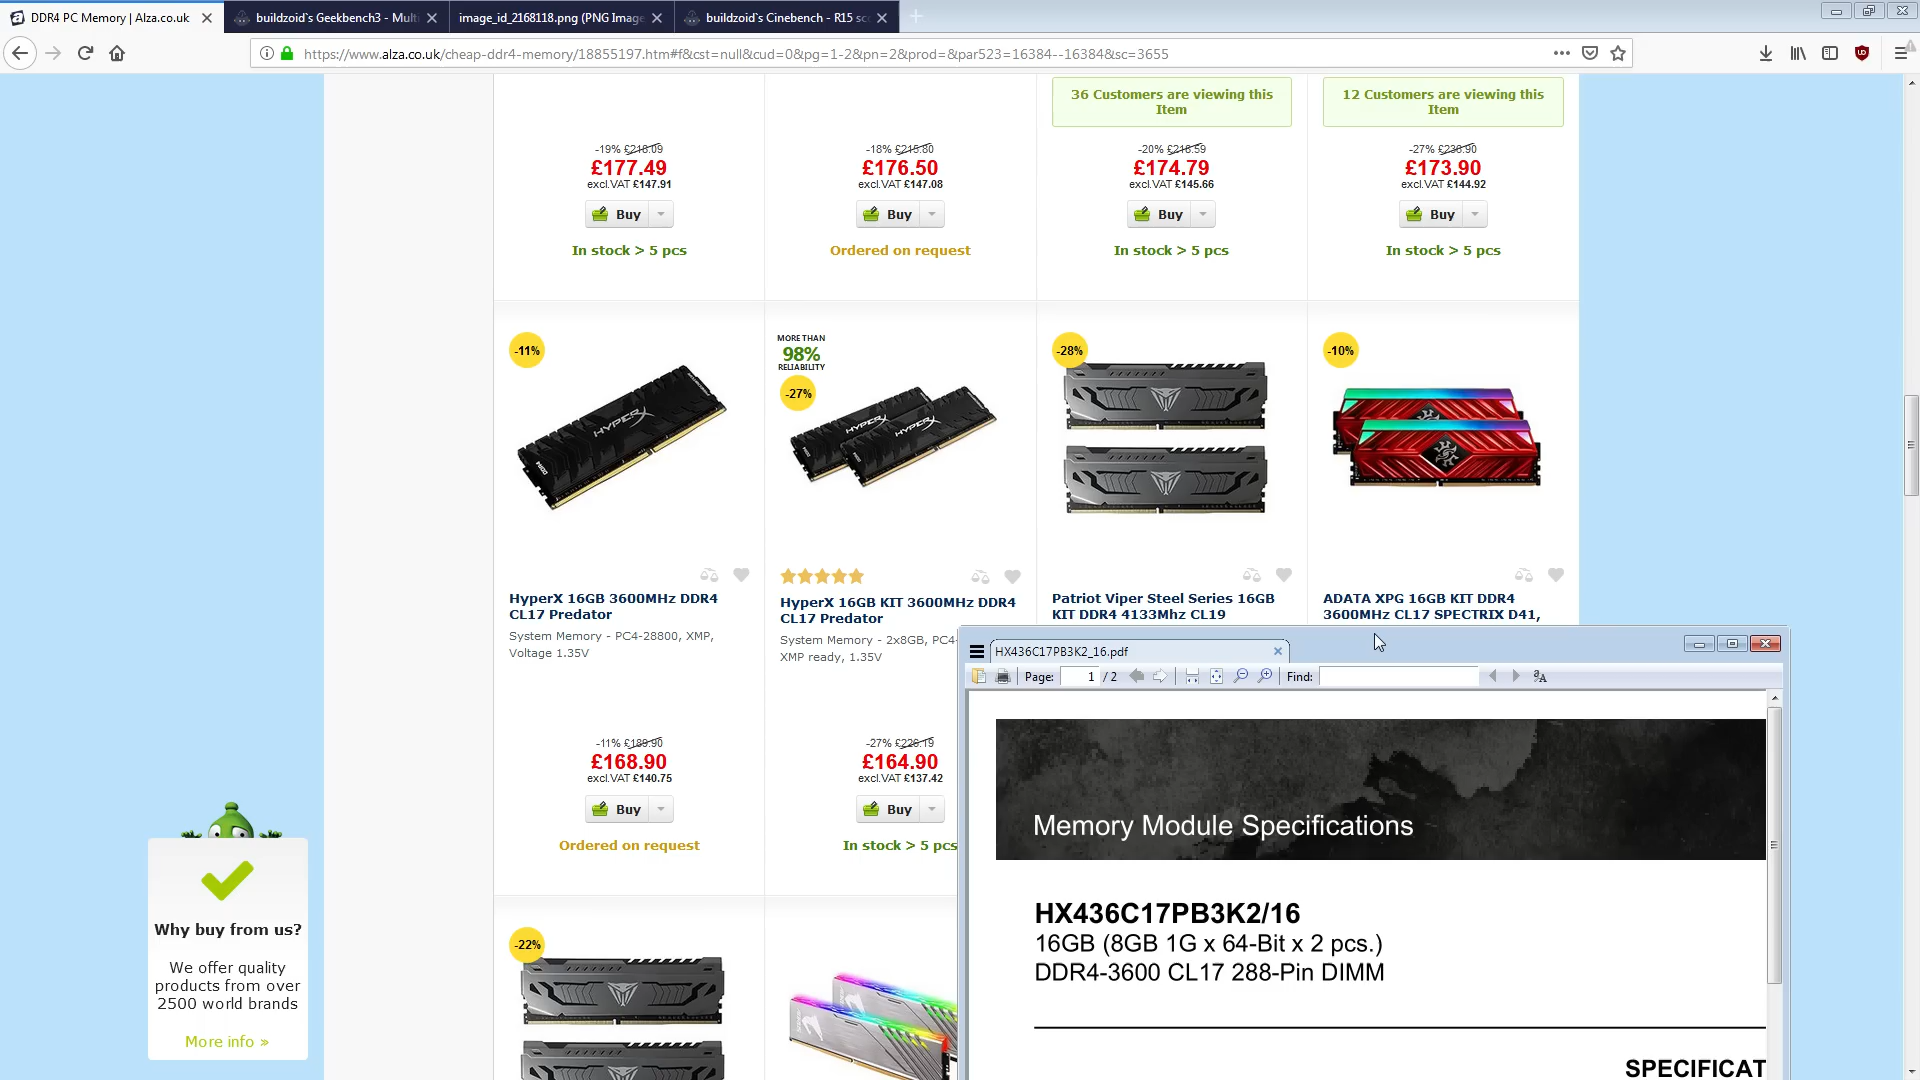 DDR4 PC Memory | Alza.co.uk
buildzoid`s Geekbench3 - Mult
image_id_2168118.png (PNG Image
buildzoid`s Cinebench - R15 sc
https://www.alza.co.uk/cheap-ddr4-memory/18855197.htm#f&cst=null&cud=0&pg=1-2&pn=2&prod=&par523=16384--16384&sc=3655
36 Customers are viewing this
Item
12 Customers are viewing this
Item
-19% £218.09
£177.49
excl.VAT £147.91
Buy
In stock > 5 pcs
-18% £215.80
£176.50
excl.VAT £147.08
Buy
Ordered on request
-20% £218.59
£174.79
excl.VAT £145.66
Buy
In stock > 5 pcs
-27% £238.90
£173.90
excl.VAT £144.92
Buy
In stock > 5 pcs
-11%
HYPERX
HyperX 16GB 3600MHz DDR4
CL17 Predator
System Memory - PC4-28800, XMP,
Voltage 1.35V
-11% £189.90
£168.90
excl.VAT £140.75
Buy
Ordered on request
MORE THAN
98%
RELIABILITY
-27%
HYPERX
HYPERX
HyperX 16GB KIT 3600MHz DDR4
CL17 Predator
System Memory - 2x8GB, PC4-
XMP ready, 1.35V
-27% £226.19
£164.90
excl.VAT £137.42
Buy
In stock > 5 pcs
-28%
Patriot Viper Steel Series 16GB
KIT DDR4 4133Mhz CL19
-10%
ADATA XPG 16GB KIT DDR4
3600MHz CL17 SPECTRIX D41,
-22%
Why buy from us?
We offer quality
products from over
2500 world brands
More info »
HX436C17PB3K2_16.pdf
Page: 1 / 2
Find:
Memory Module Specifications
HX436C17PB3K2/16
16GB (8GB 1G x 64-Bit x 2 pcs.)
DDR4-3600 CL17 288-Pin DIMM
SPECIFICAT